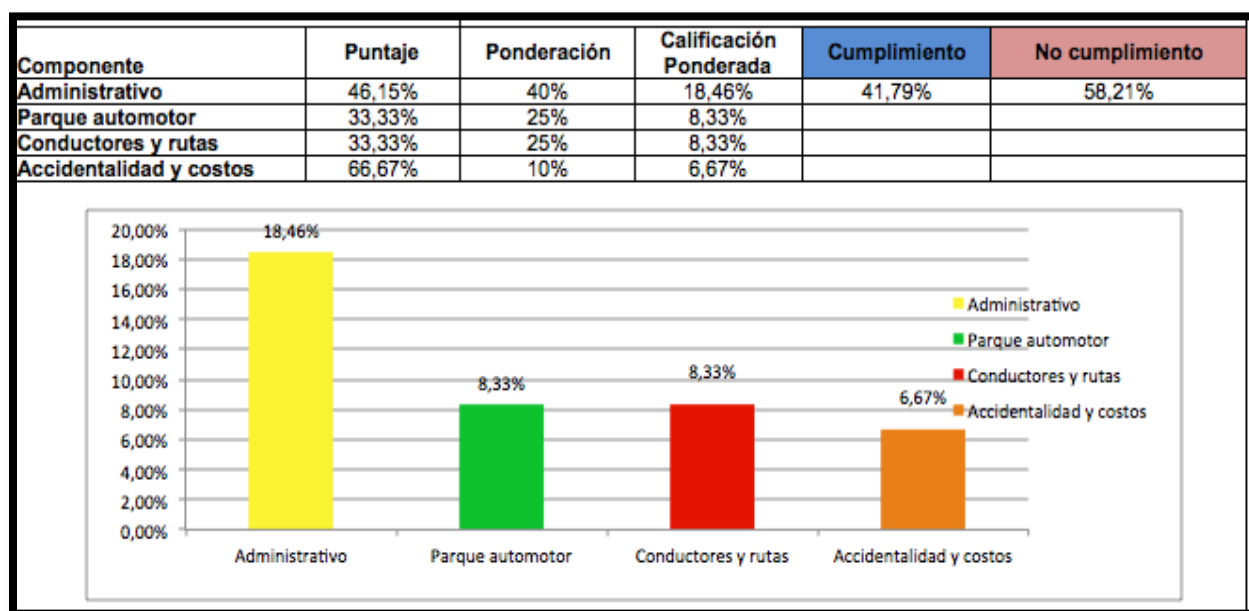 Componente Puntaje Ponderación Calificación Ponderada Cumplimiento No cumplimiento
Administrativo 46,15% 40% 18,46% 41,79% 58,21%
Parque automotor 33,33% 25% 8,33%
Conductores y rutas 33,33% 25% 8,33%
Accidentalidad y costos 66,67% 10% 6,67%
20,00%
18,00%
16,00%
14,00%
12,00%
10,00%
8,00%
6,00%
4,00%
2,00%
0,00%
18,46%
8,33%
8,33%
6,67%
Administrativo
Parque automotor
Conductores y rutas
Accidentalidad y costos
Administrativo Parque automotor Conductores y rutas Accidentalidad y costos